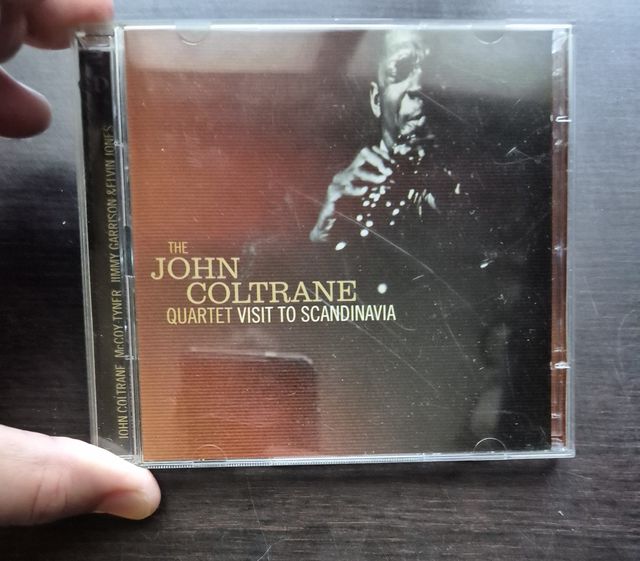 THE
JOHN
COLTRANE
QUARTET VISIT TO SCANDINAVIA
JOHN COLTRANE McCOY TYNER JIMMY GARRISON & ELVIN JONES